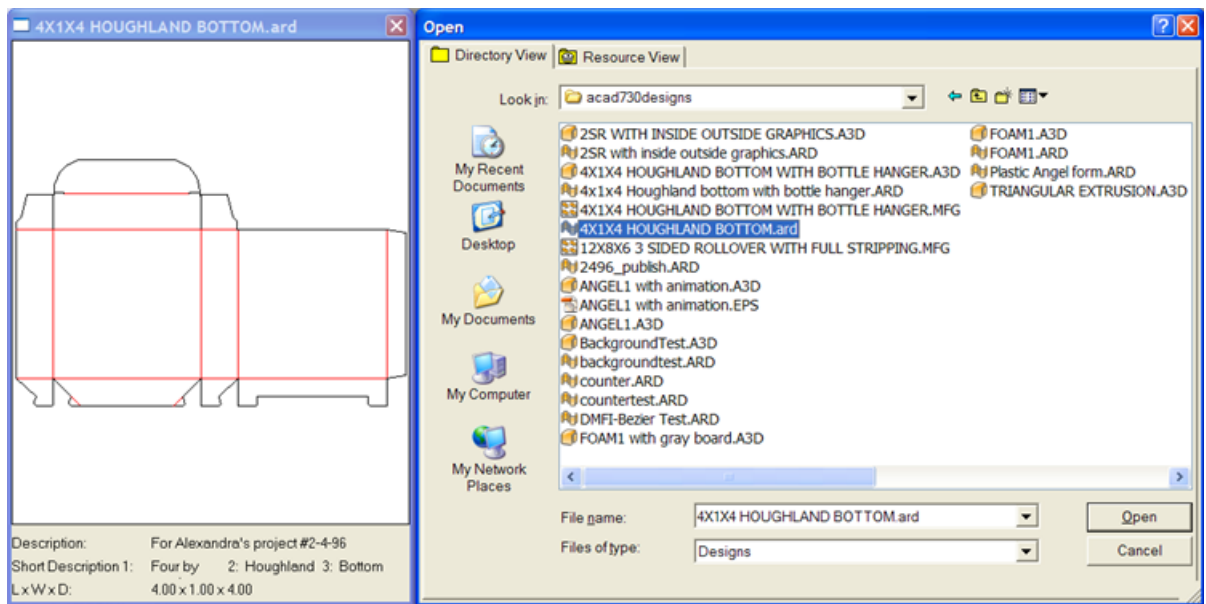 4X1X4 HOUGHLAND BOTTOM.ard
Description: For Alexandra's project #2-4-96
Short Description 1: Four by 2: Houghland 3: Bottom
L x W x D: 4.00 x 1.00 x 4.00
Open
Directory View Resource View
Look in: acad730designs
My Recent
Documents
Desktop
My Documents
My Computer
My Network
Places
2SR WITH INSIDE OUTSIDE GRAPHICS.A3D
2SR with inside outside graphics.ARD
4X1X4 HOUGHLAND BOTTOM WITH BOTTLE HANGER.A3D
4x1x4 Houghland bottom with bottle hanger.ARD
4X1X4 HOUGHLAND BOTTOM WITH BOTTLE HANGER.MFG
4X1X4 HOUGHLAND BOTTOM.ard
12X8X6 3 SIDED ROLLOVER WITH FULL STRIPPING.MFG
2496_publish.ARD
ANGEL1 with animation.A3D
ANGEL1 with animation.EPS
ANGEL1.A3D
BackgroundTest.A3D
backgroundtest.ARD
counter.ARD
countertest.ARD
DMFI-Bezier Test.ARD
FOAM1 with gray board.A3D
FOAM1.A3D
FOAM1.ARD
Plastic Angel form.ARD
TRIANGULAR EXTRUSION.A3D
File name: 4X1X4 HOUGHLAND BOTTOM.ard
Open
Files of type: Designs
Cancel